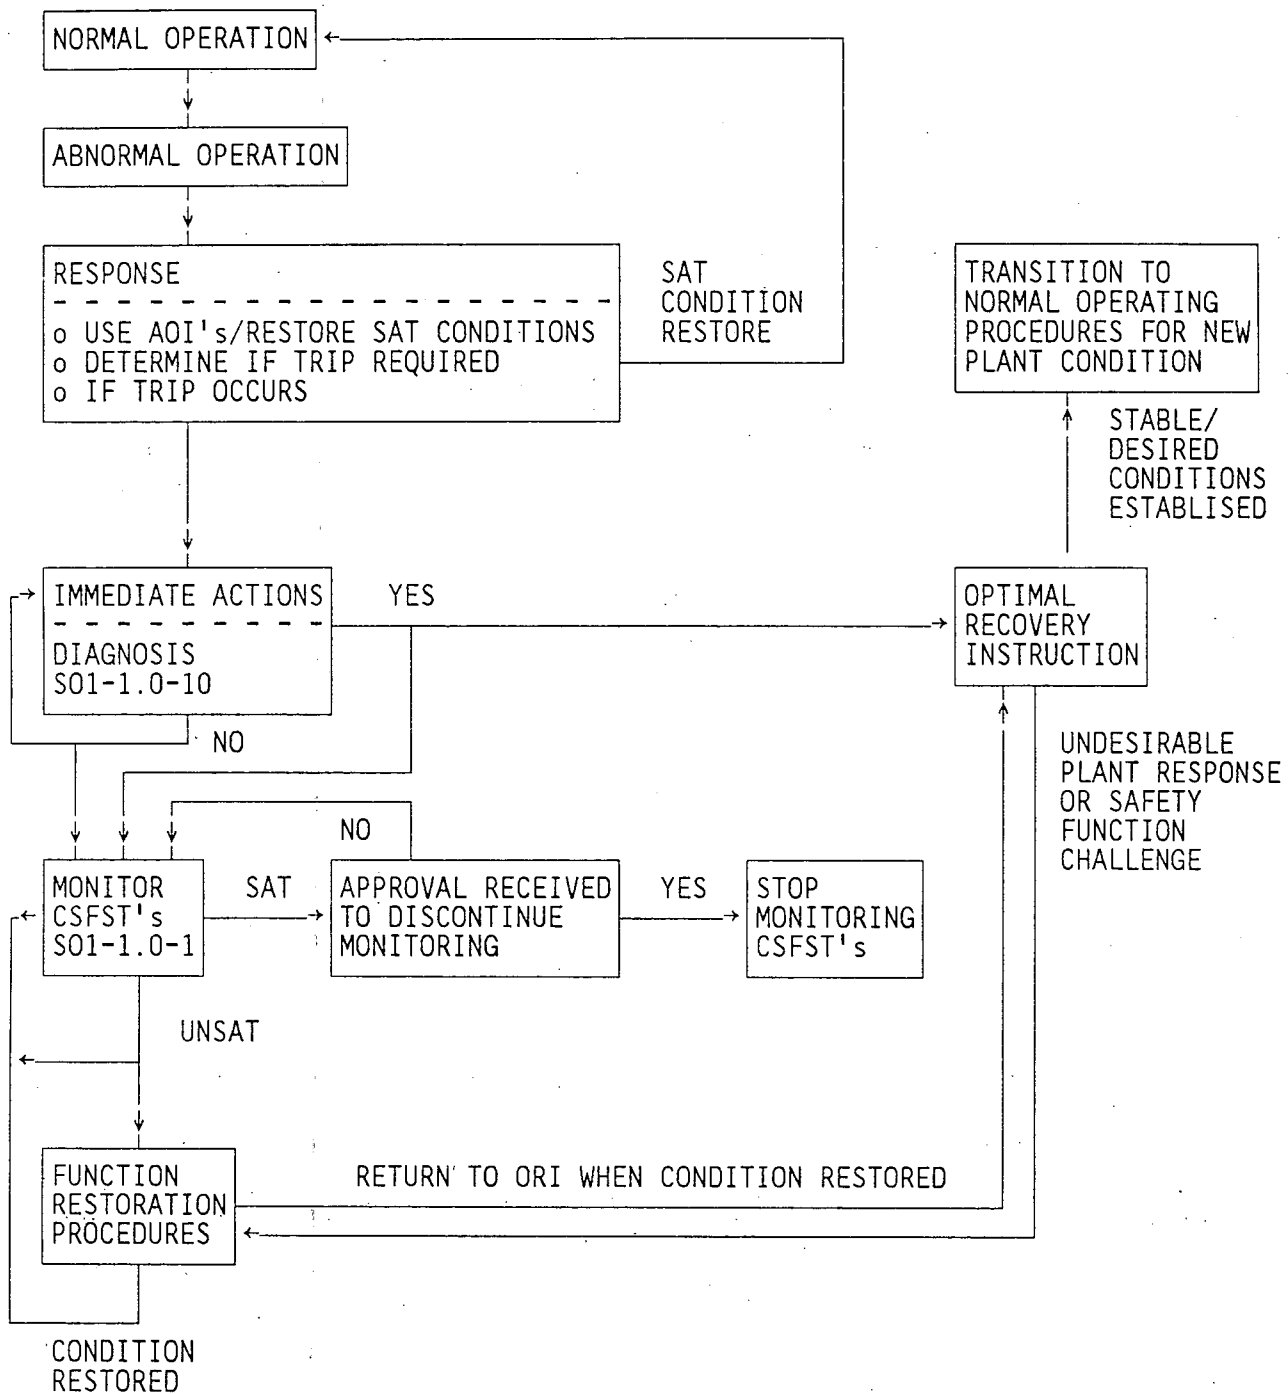 NORMAL OPERATION
ABNORMAL OPERATION
RESPONSE
o USE AOI's/RESTORE SAT CONDITIONS
o DETERMINE IF TRIP REQUIRED
o IF TRIP OCCURS
SAT
CONDITION
RESTORE
TRANSITION TO
NORMAL OPERATING
PROCEDURES FOR NEW
PLANT CONDITION
STABLE/
DESIRED
CONDITIONS
ESTABLISED
IMMEDIATE ACTIONS
DIAGNOSIS
SO1-1.0-10
YES
OPTIMAL
RECOVERY
INSTRUCTION
NO
UNDESIRABLE
PLANT RESPONSE
OR SAFETY
FUNCTION
CHALLENGE
NO
MONITOR
CSFST's
SO1-1.0-1
SAT
APPROVAL RECEIVED
TO DISCONTINUE
MONITORING
YES
STOP
MONITORING
CSFST's
UNSAT
FUNCTION
RESTORATION
PROCEDURES
RETURN TO ORI WHEN CONDITION RESTORED
CONDITION
RESTORED